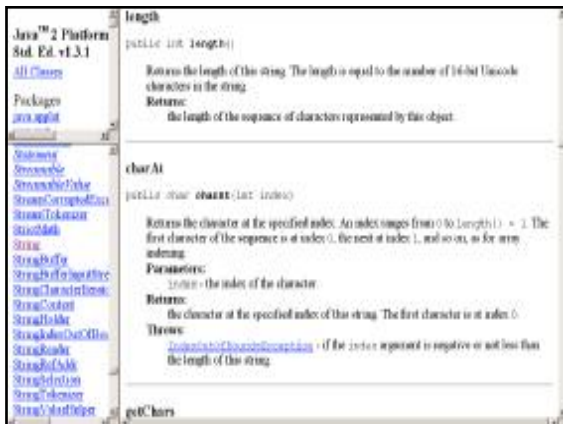 Java™ 2 Platform
Std. Ed. v1.3.1
All Classes
Packages
java.applet
Statement
Streamable
StreamableValue
StreamCorruptedExce
StreamTokenizer
StrictMath
String
StringBuffer
StringBufferInputStre
StringCharacterIterato
StringContent
StringHolder
StringIndexOutOfBou
StringReader
StringRefAddr
StringSelection
StringTokenizer
StringValueHelper
length
public int length()
Returns the length of this string. The length is equal to the number of 16-bit Unicode
characters in the string.
Returns:
the length of the sequence of characters represented by this object.
charAt
public char charAt(int index)
Returns the character at the specified index. An index ranges from 0 to length() - 1. The
first character of the sequence is at index 0, the next at index 1, and so on, as for array
indexing.
Parameters:
index - the index of the character.
Returns:
the character at the specified index of this string. The first character is at index 0.
Throws:
IndexOutOfBoundsException - if the index argument is negative or not less than
the length of this string.
getChars